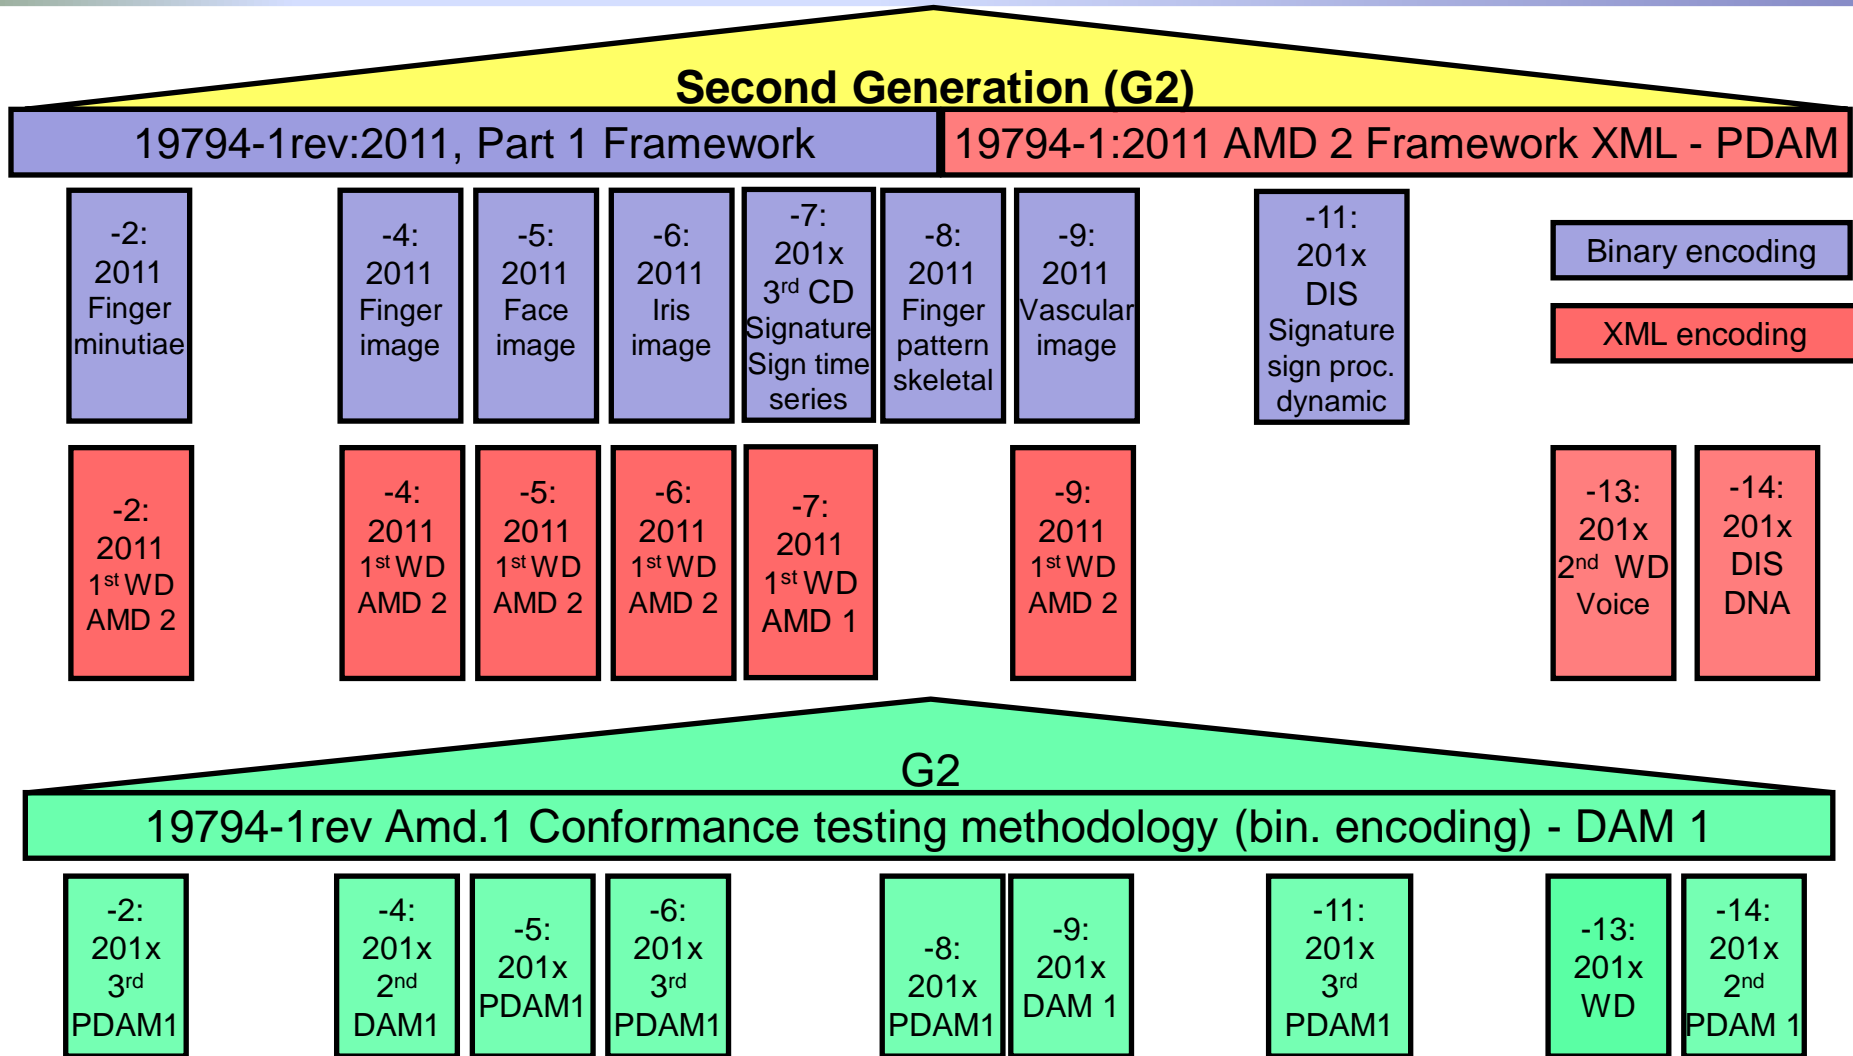 Second Generation (G2)
19794-1rev:2011, Part 1 Framework
19794-1:2011 AMD 2 Framework XML - PDAM
-2:
2011
Finger
minutiae
-4:
2011
Finger
image
-5:
2011
Face
image
-6:
2011
Iris
image
-7:
201x
3rd CD
Signature
Sign time
series
-8:
2011
Finger
pattern
skeletal
-9:
2011
Vascular
image
-11:
201x
DIS
Signature
sign proc.
dynamic
Binary encoding
XML encoding
-2:
2011
1st WD
AMD 2
-4:
2011
1st WD
AMD 2
-5:
2011
1st WD
AMD 2
-6:
2011
1st WD
AMD 2
-7:
2011
1st WD
AMD 1
-9:
2011
1st WD
AMD 2
-13:
201x
2nd WD
Voice
-14:
201x
DIS
DNA
G2
19794-1rev Amd.1 Conformance testing methodology (bin. encoding) - DAM 1
-2:
201x
3rd
PDAM1
-4:
201x
2nd
DAM1
-5:
201x
PDAM1
-6:
201x
3rd
PDAM1
-8:
201x
PDAM1
-9:
201x
DAM 1
-11:
201x
3rd
PDAM1
-13:
201x
WD
-14:
201x
2nd
PDAM 1